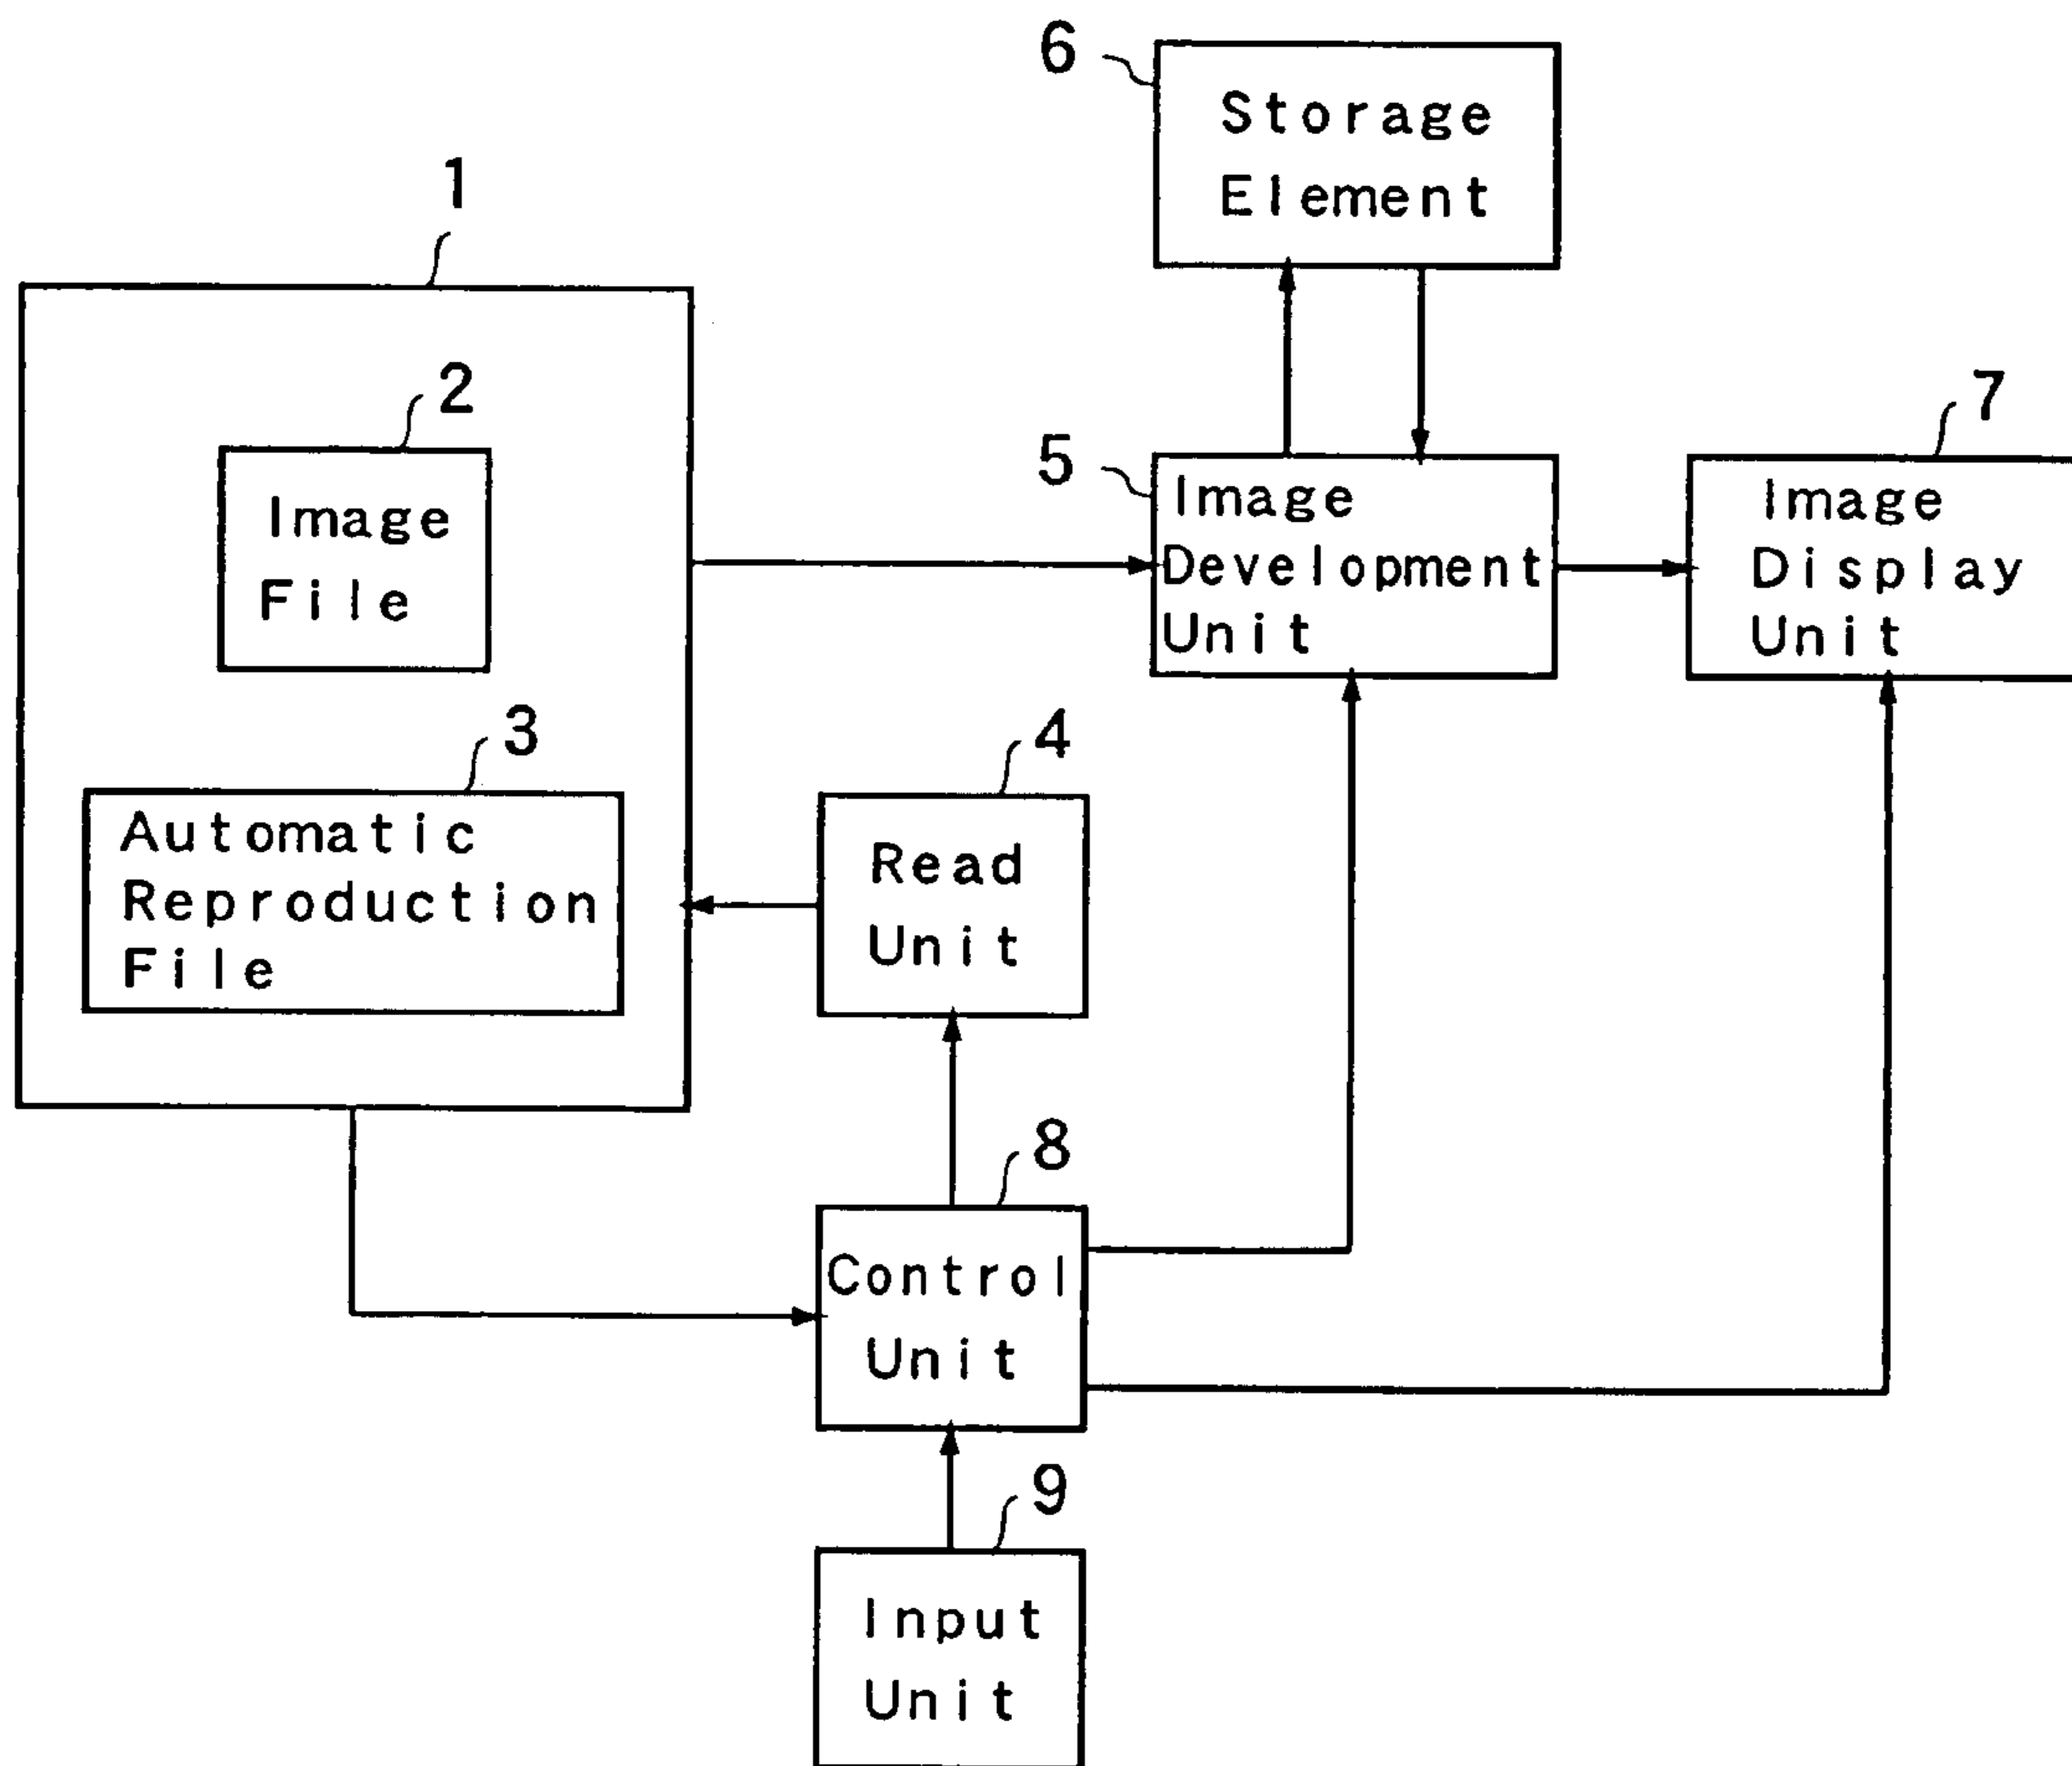 6
Storage
Element
1
2
Image
File
5
Image
Development
Unit
7
Image
Display
Unit
3
Automatic
Reproduction
File
4
Read
Unit
8
Control
Unit
9
Input
Unit